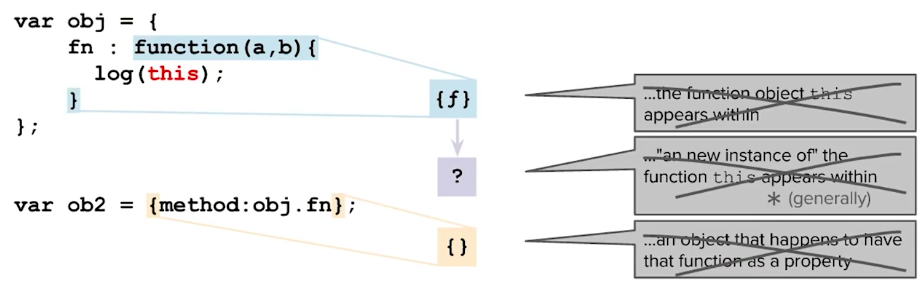 var obj = {
fn : function(a,b){
log(this);
}
};
{ƒ}
?
var ob2 = {method:obj.fn};
{}
...the function object this
appears within
..."an new instance of" the
function this appears within
* (generally)
...an object that happens to have
that function as a property